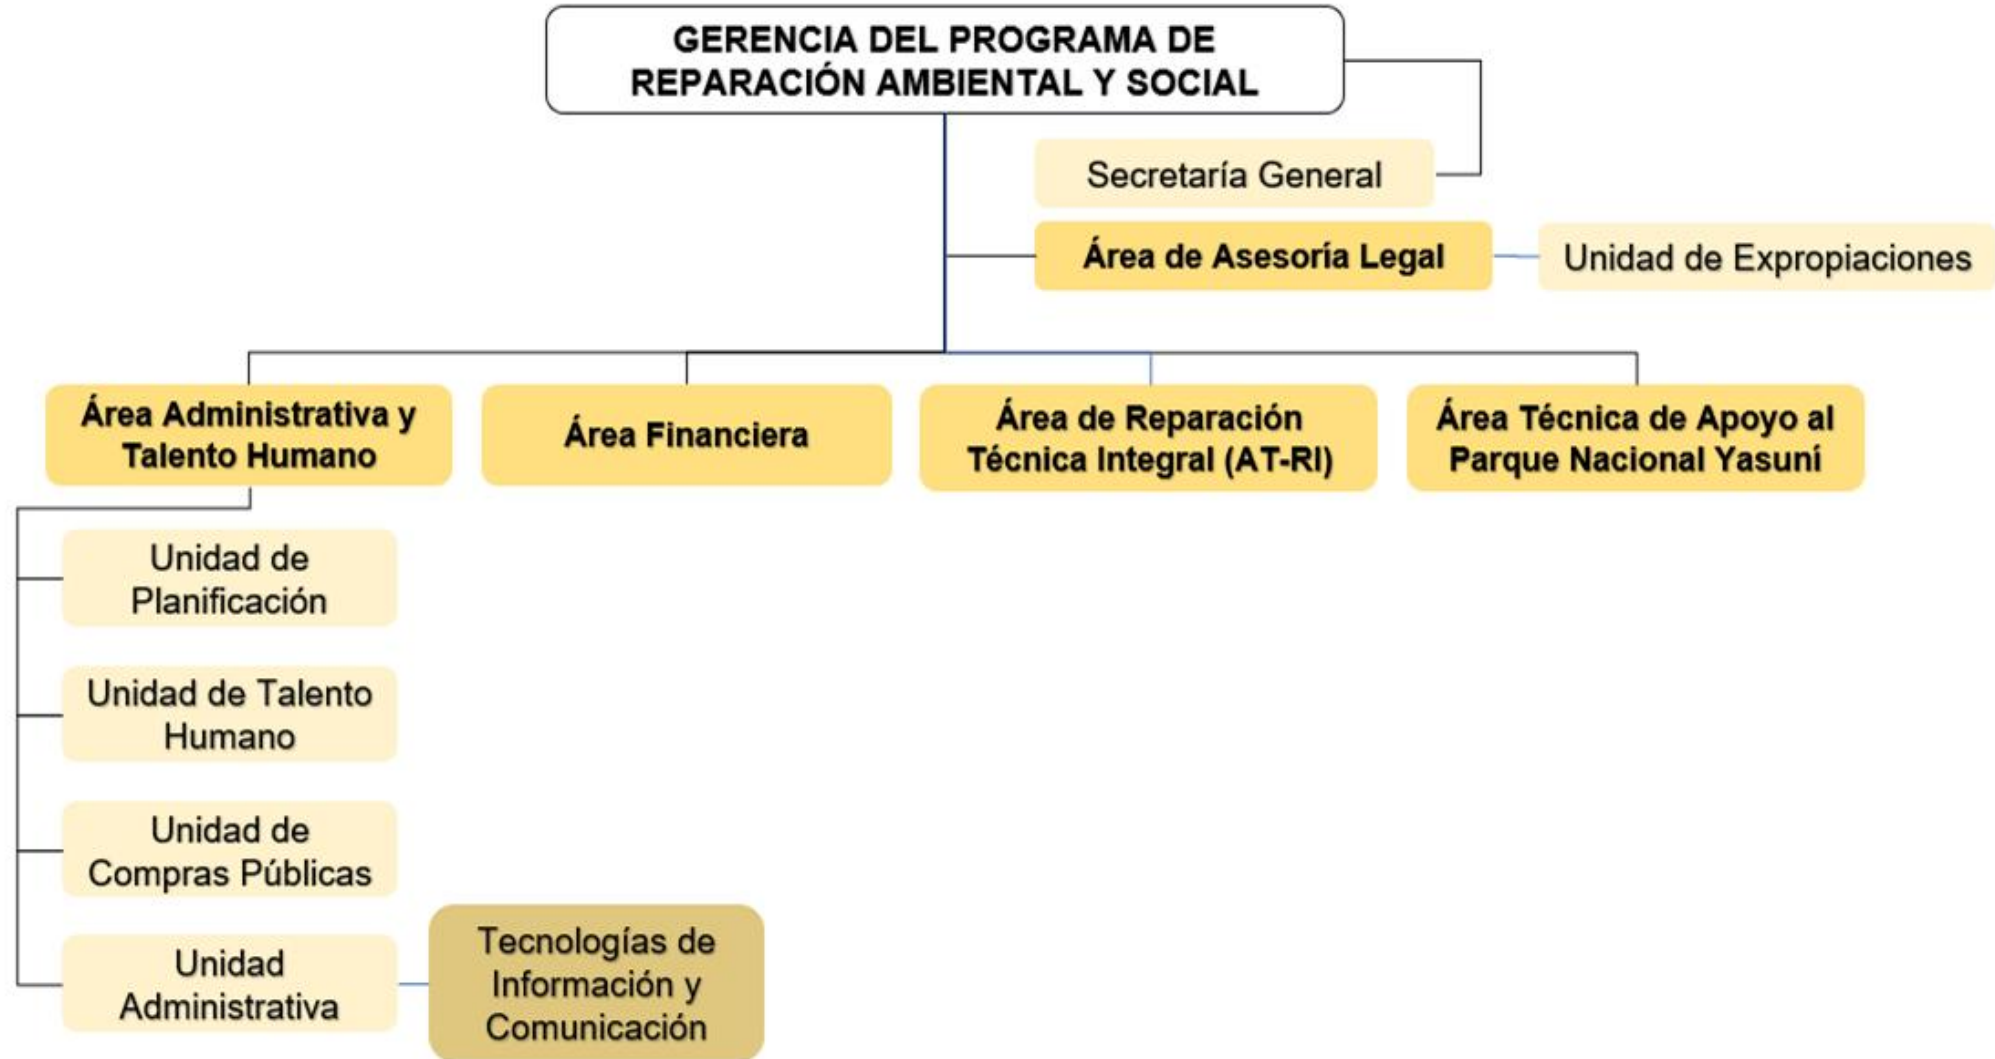 GERENCIA DEL PROGRAMA DE
REPARACIÓN AMBIENTAL Y SOCIAL
Secretaría General
Área de Asesoría Legal
Unidad de Expropiaciones
Área Administrativa y
Talento Humano
Área Financiera
Área de Reparación
Técnica Integral (AT-RI)
Área Técnica de Apoyo al
Parque Nacional Yasuní
Unidad de
Planificación
Unidad de Talento
Humano
Unidad de
Compras Públicas
Unidad
Administrativa
Tecnologías de
Información y
Comunicación